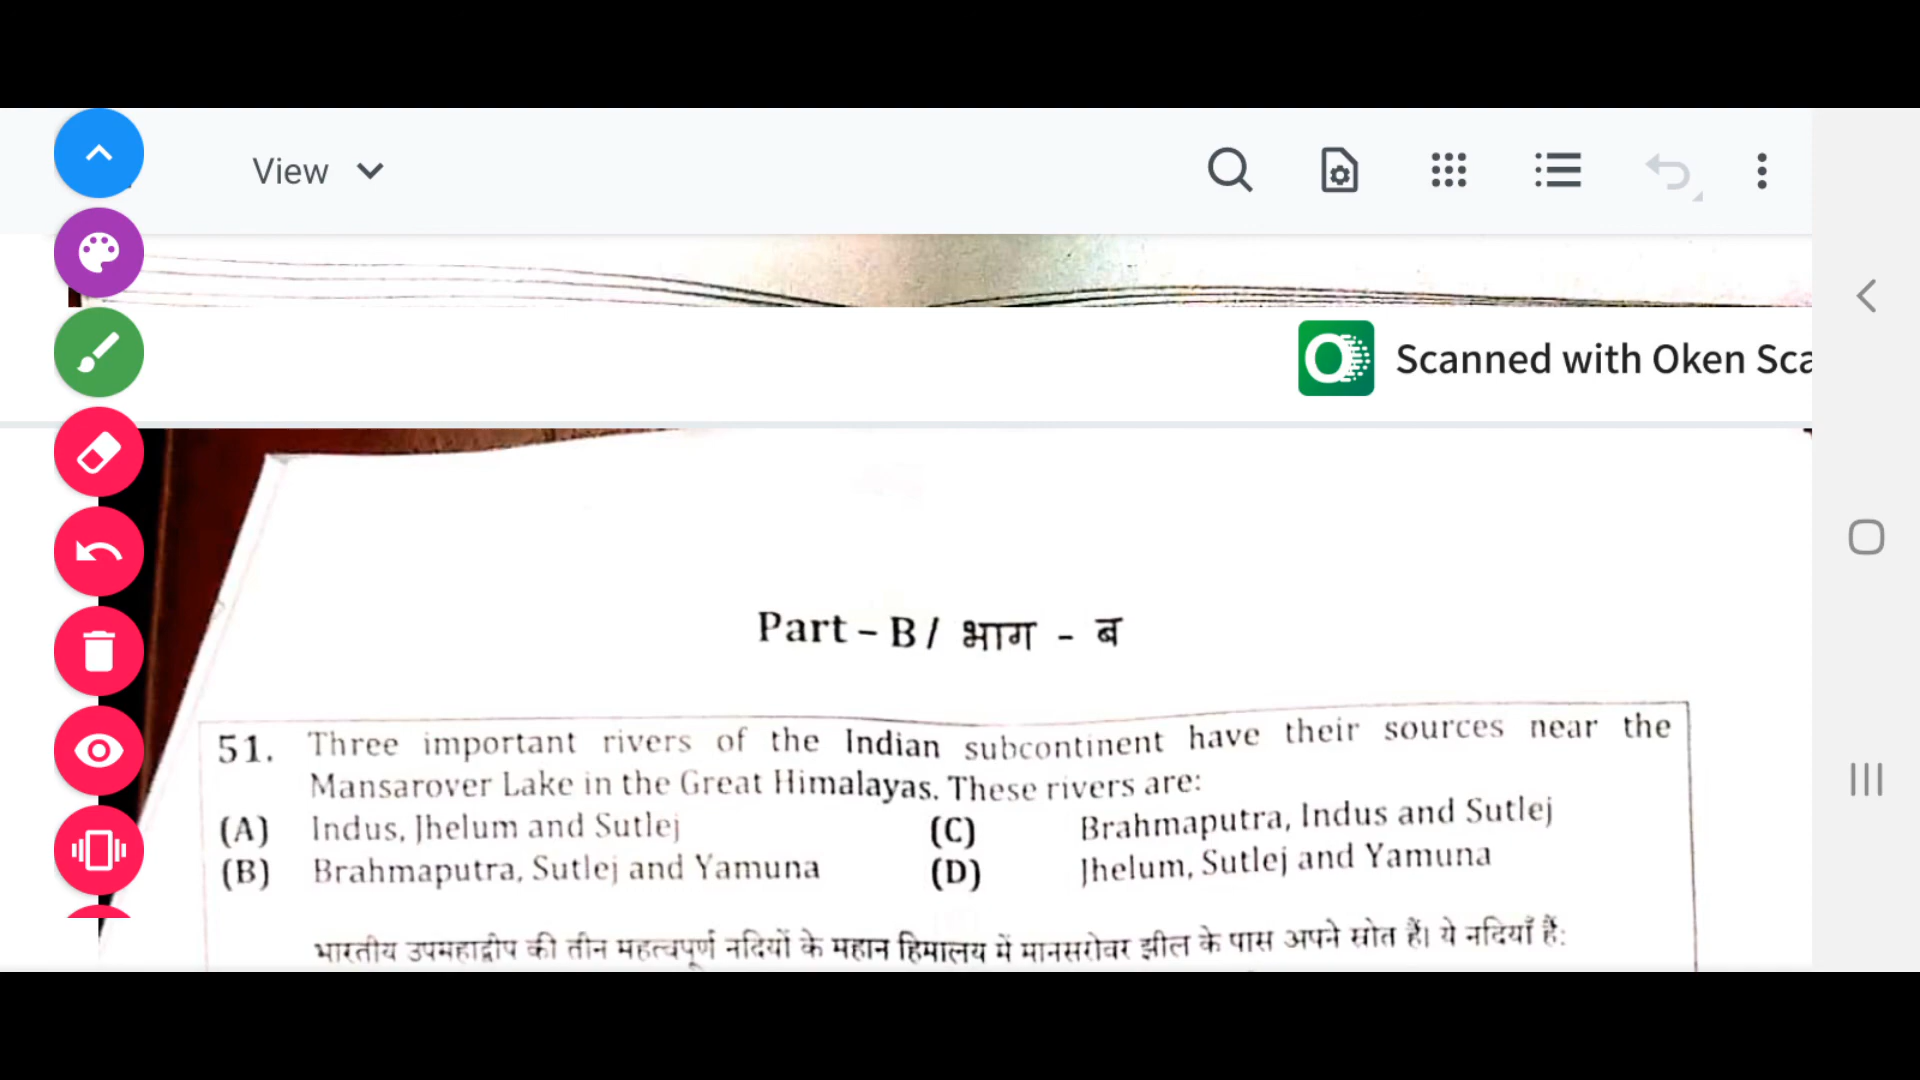 View
Scanned with Oken Sca
Part – B / भाग - ब
51. Three important rivers of the Indian subcontinent have their sources near the
Mansarover Lake in the Great Himalayas. These rivers are:
(A) Indus, Jhelum and Sutlej (C) Brahmaputra, Indus and Sutlej
(B) Brahmaputra, Sutlej and Yamuna (D) Jhelum, Sutlej and Yamuna
भारतीय उपमहाद्वीप की तीन महत्वपूर्ण नदियों के महान हिमालय में मानसरोवर झील के पास अपने स्रोत हैं। ये नदियाँ हैं: